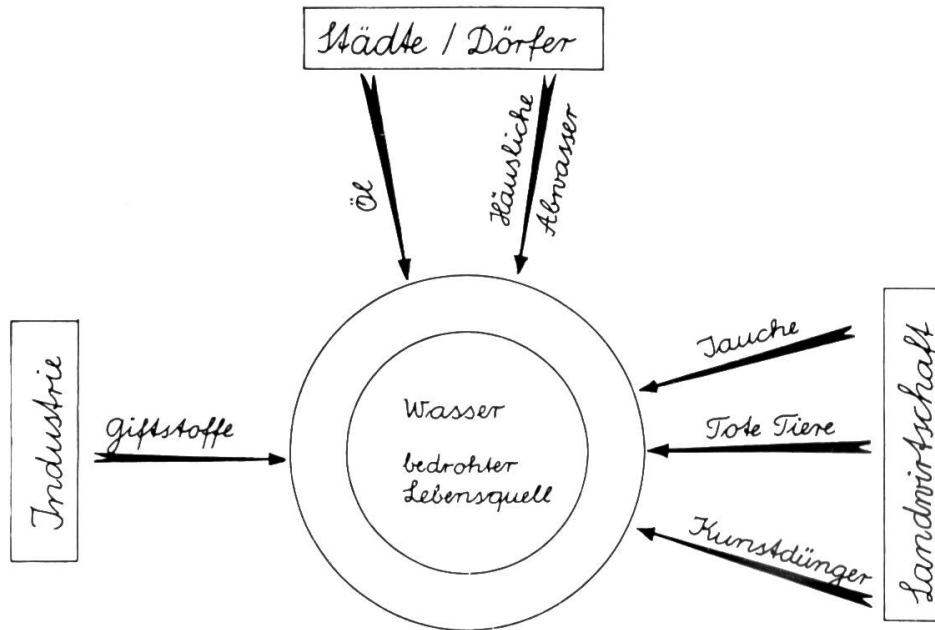 Städte / Dörfer
Öl
Häusliche
Abwasser
Industrie
Giftstoffe
Wasser
bedrohter
Lebensquell
Jauche
Tote Tiere
Kunstdünger
Landwirtschaft